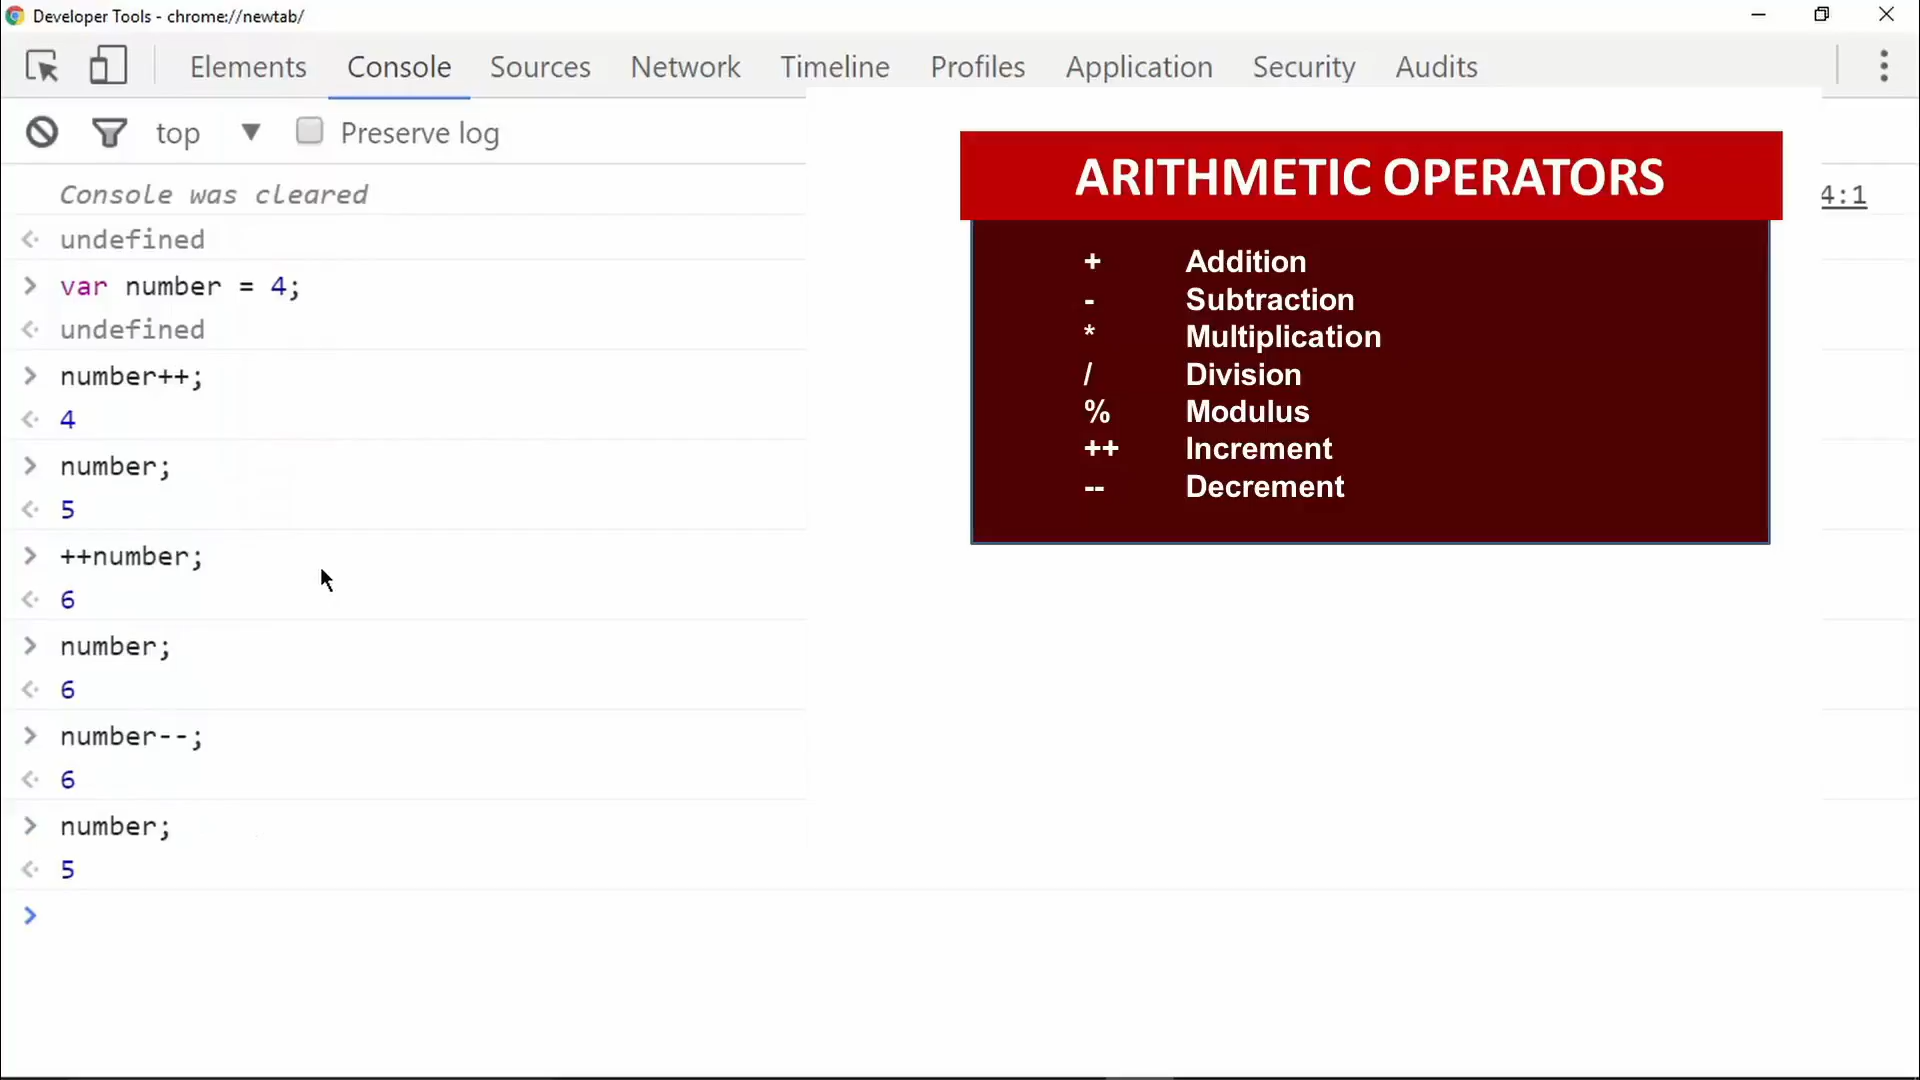 Developer Tools - chrome://newtab/
Elements Console Sources Network Timeline Profiles Application Security Audits
top Preserve log
Console was cleared
4:1
undefined
var number = 4;
undefined
number++;
4
number;
5
++number;
6
number;
6
number--;
6
number;
5
ARITHMETIC OPERATORS
+ Addition
- Subtraction
* Multiplication
/ Division
% Modulus
++ Increment
-- Decrement